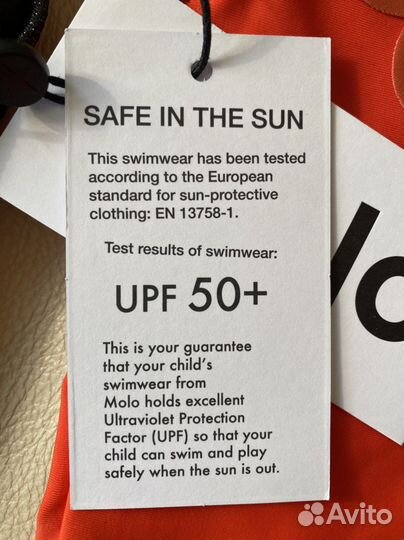 SAFE IN THE SUN
This swimwear has been tested
according to the European
standard for sun-protective
clothing: EN 13758-1.
Test results of swimwear:
UPF 50+
This is your guarantee
that your child's
swimwear from
Molo holds excellent
Ultraviolet Protection
Factor (UPF) so that your
child can swim and play
safely when the sun is out.
Avito